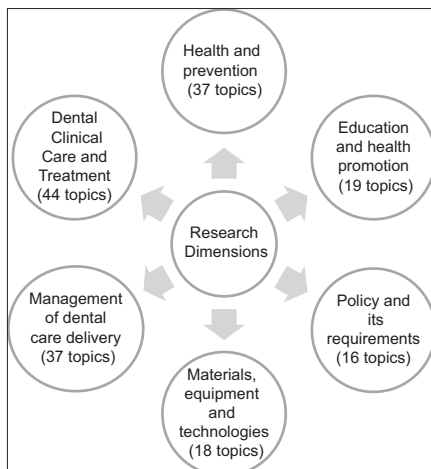 Health and
prevention
(37 topics)
Education
and health
promotion
(19 topics)
Policy and
its
requirements
(16 topics)
Materials,
equipment
and
technologies
(18 topics)
Management
of dental
care delivery
(37 topics)
Dental
Clinical
Care and
Treatment
(44 topics)
Research
Dimensions